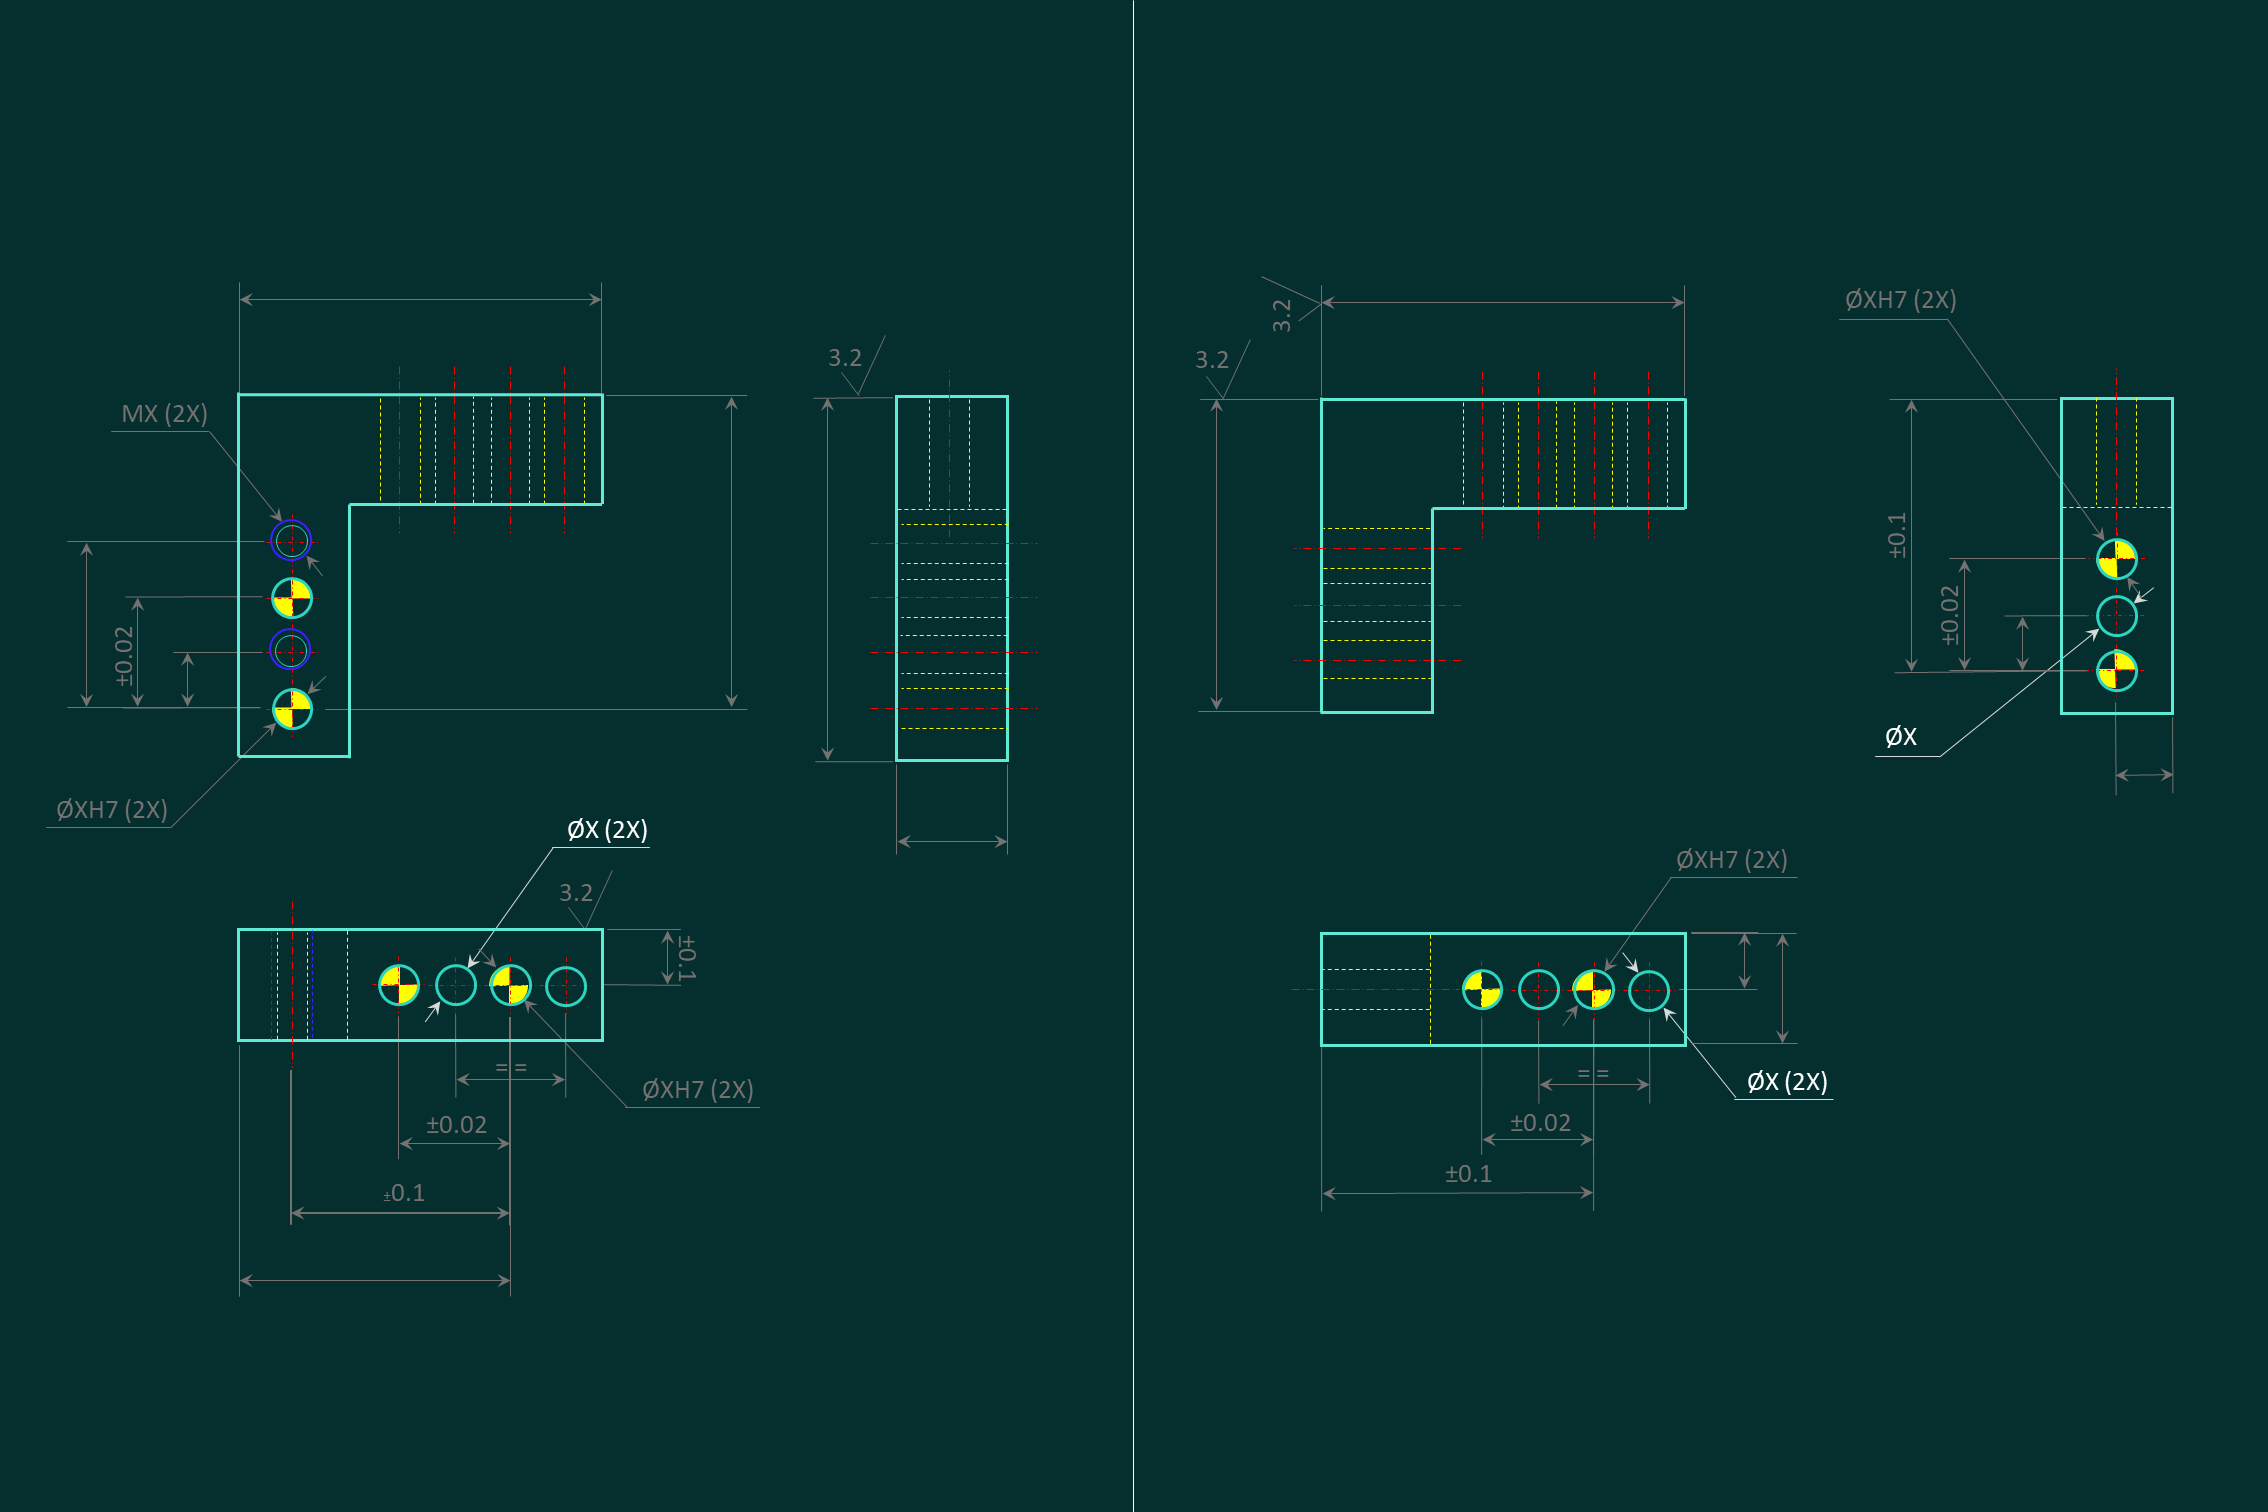 3.2
MX (2X)
±0.02
ØXH7 (2X)
ØX (2X)
3.2
±0.1
= =
ØXH7 (2X)
±0.02
±0.1
3.2
3.2
ØXH7 (2X)
±0.1
±0.02
ØX
ØXH7 (2X)
= =
ØX (2X)
±0.02
±0.1